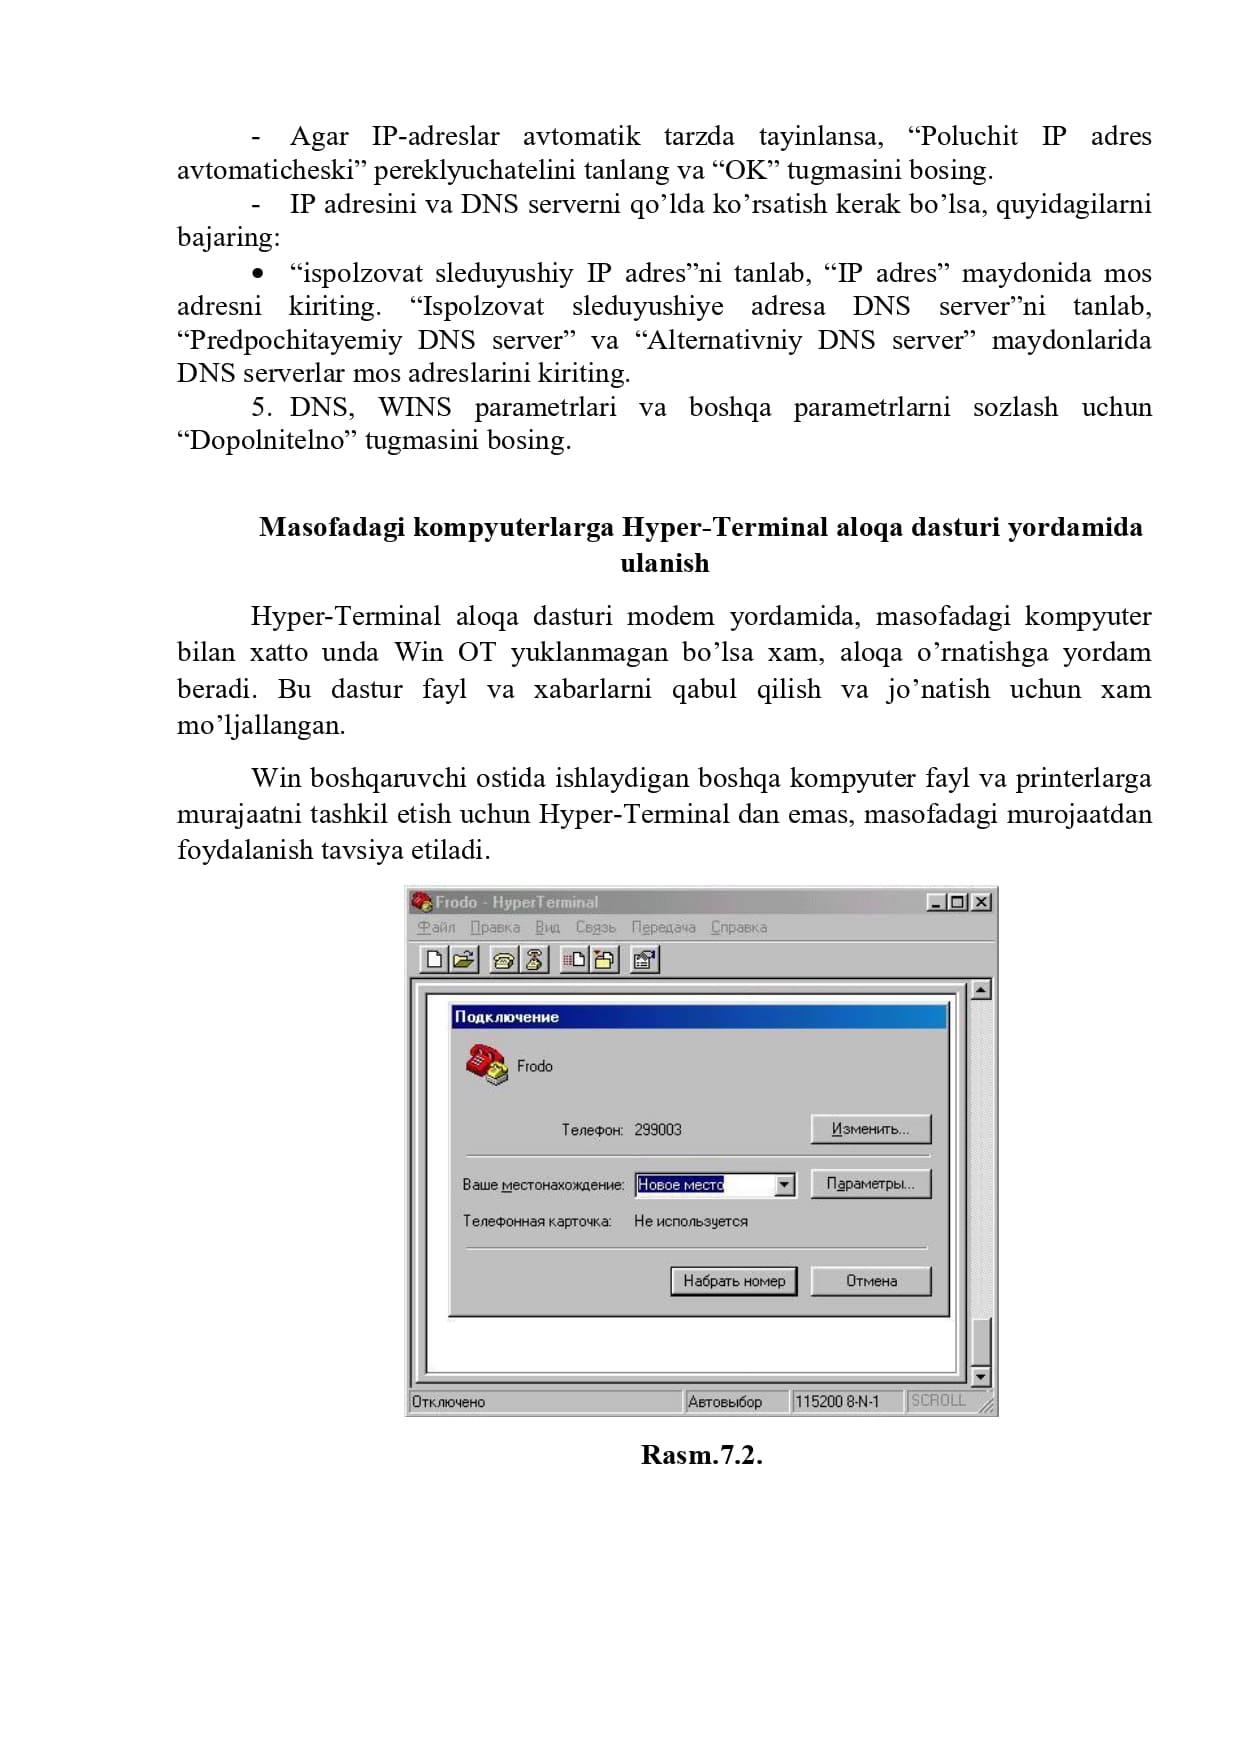 - Agar IP-adreslar avtomatik tarzda tayinlansa, “Poluchit IP adres
avtomaticheski” pereklyuchatelini tanlang va “OK” tugmasini bosing.
- IP adresini va DNS serverni qo’lda ko’rsatish kerak bo’lsa, quyidagilarni
bajaring:
• “ispolzovat sleduyushiy IP adres”ni tanlab, “IP adres” maydonida mos
adresni kiriting. “Ispolzovat sleduyushiye adresa DNS server”ni tanlab,
“Predpochitayemiy DNS server” va “Alternativniy DNS server” maydonlarida
DNS serverlar mos adreslarini kiriting.
5. DNS, WINS parametrlari va boshqa parametrlarni sozlash uchun
“Dopolnitelno” tugmasini bosing.
Masofadagi kompyuterlarga Hyper-Terminal aloqa dasturi yordamida
ulanish
Hyper-Terminal aloqa dasturi modem yordamida, masofadagi kompyuter
bilan xatto unda Win OT yuklanmagan bo’lsa xam, aloqa o’rnatishga yordam
beradi. Bu dastur fayl va xabarlarni qabul qilish va jo’natish uchun xam
mo’ljallangan.
Win boshqaruvchi ostida ishlaydigan boshqa kompyuter fayl va printerlarga
murajaatni tashkil etish uchun Hyper-Terminal dan emas, masofadagi murojaatdan
foydalanish tavsiya etiladi.
Frodo - HyperTerminal
Файл Правка Вид Связь Передача Справка
Подключение
Frodo
Телефон: 299003 Изменить...
Ваше местонахождение: Новое место Параметры...
Телефонная карточка: Не используется
Набрать номер Отмена
Отключено Автовыбор 115200 8-N-1 SCROLL
Rasm.7.2.